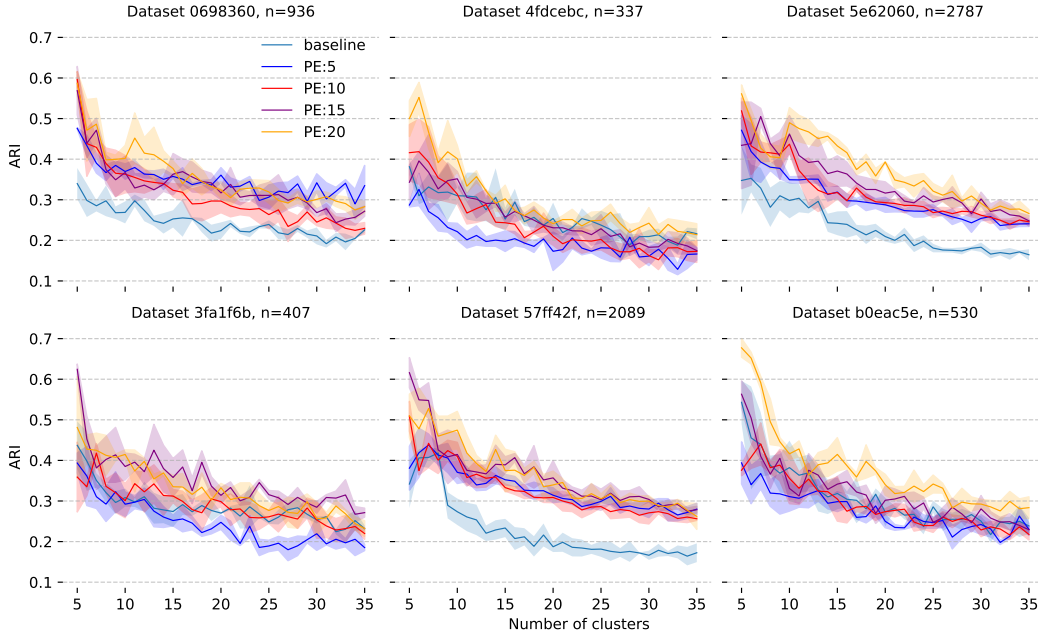 Dataset 0698360, n=936
Dataset 4fdcebc, n=337
Dataset 5e62060, n=2787
0.7
0.6
0.5
0.4
0.3
0.2
0.1
ARI
baseline
PE:5
PE:10
PE:15
PE:20
Dataset 3fa1f6b, n=407
Dataset 57ff42f, n=2089
Dataset b0eac5e, n=530
0.7
0.6
0.5
0.4
0.3
0.2
0.1
ARI
5 10 15 20 25 30 35
5 10 15 20 25 30 35
5 10 15 20 25 30 35
Number of clusters